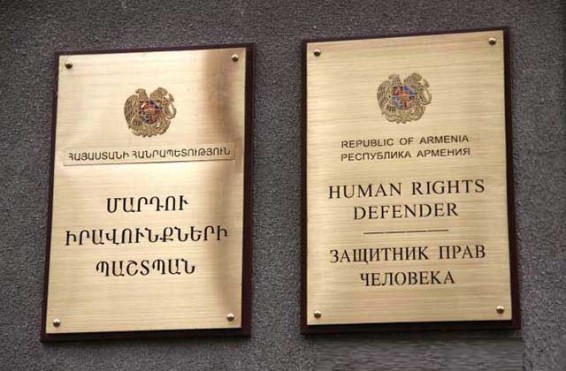 ՀԱՅԱՍՏԱՆԻ ՀԱՆՐԱՊԵՏՈՒԹՅՈՒՆ
ՄԱՐԴՈՒ
ԻՐԱՎՈՒՆՔՆԵՐԻ
ՊԱՇՏՊԱՆ
REPUBLIC OF ARMENIA
РЕСПУБЛИКА АРМЕНИЯ
HUMAN RIGHTS
DEFENDER
ЗАЩИТНИК ПРАВ
ЧЕЛОВЕКА